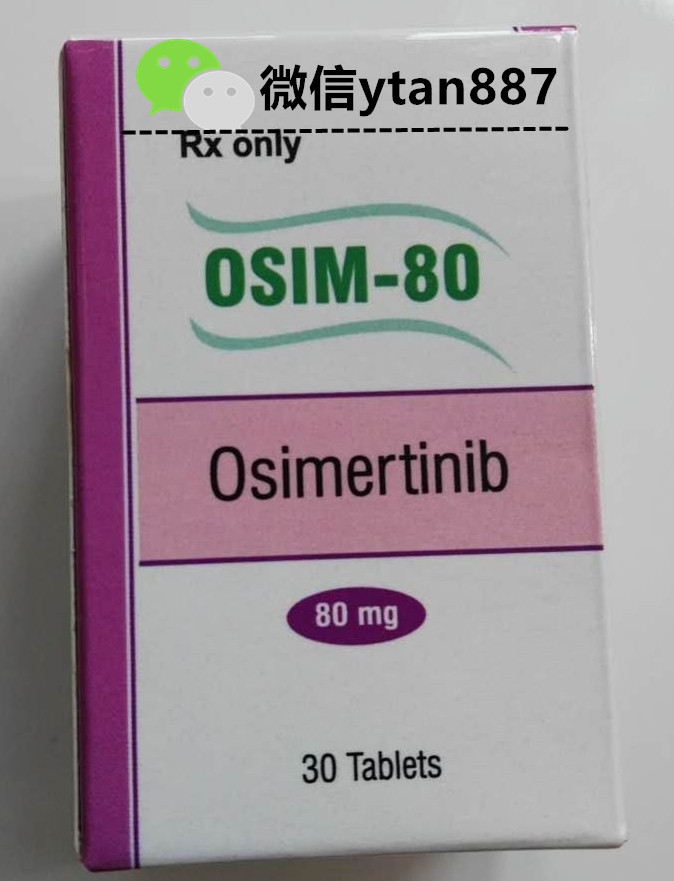 微信ytan887
Rx only
OSIM-80
Osimertinib
80 mg
30 Tablets